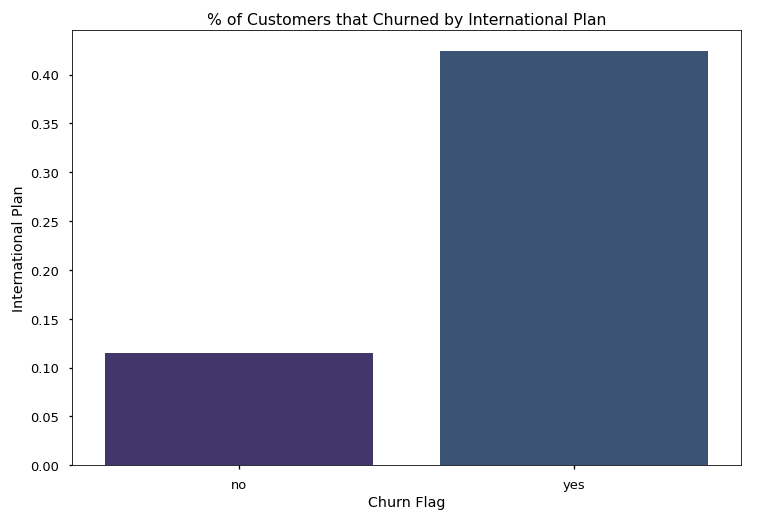 % of Customers that Churned by International Plan
0.40
0.35
0.30
0.25
0.20
0.15
0.10
0.05
0.00
International Plan
no yes
Churn Flag